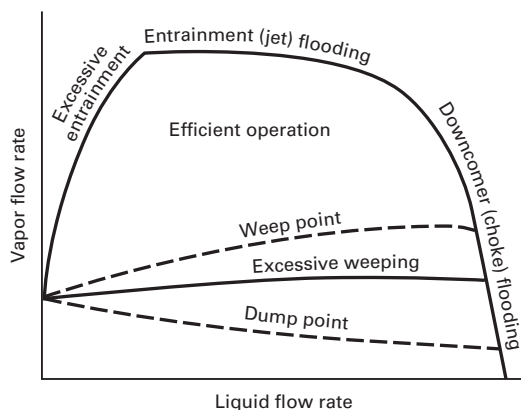 Entrainment (jet) flooding
Excessive
entrainment
Efficient operation
Downcomer (choke) flooding
Vapor flow rate
Weep point
Excessive weeping
Dump point
Liquid flow rate